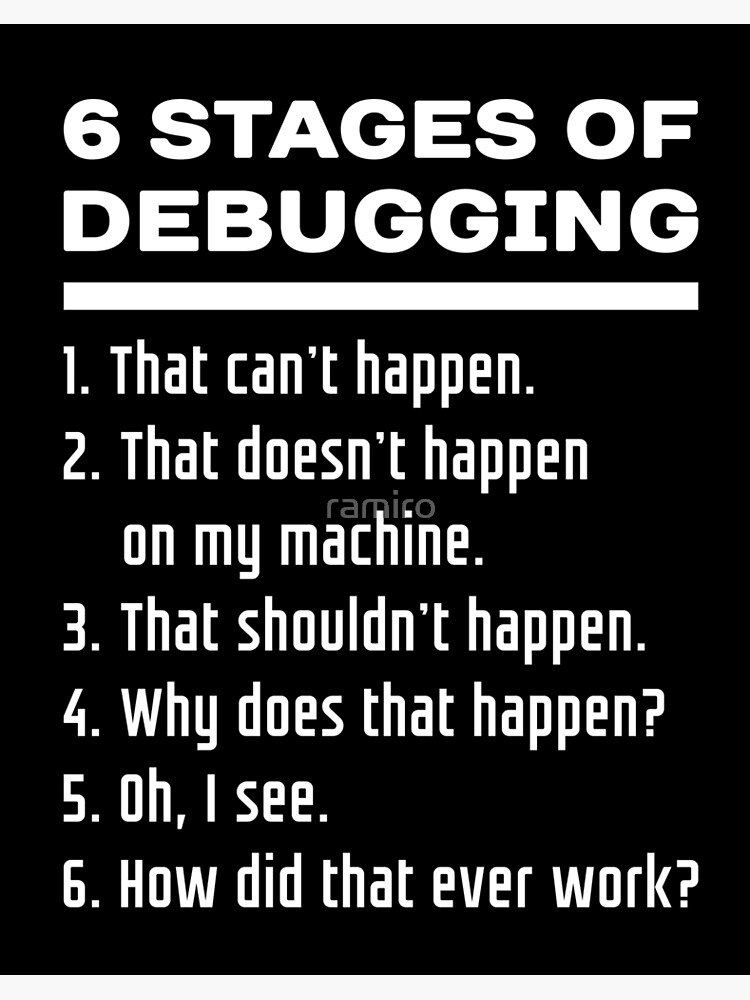 6 STAGES OF
DEBUGGING
1. That can't happen.
2. That doesn't happen
ramiro
on my machine.
3. That shouldn't happen.
4. Why does that happen?
5. Oh, I see.
6. How did that ever work?